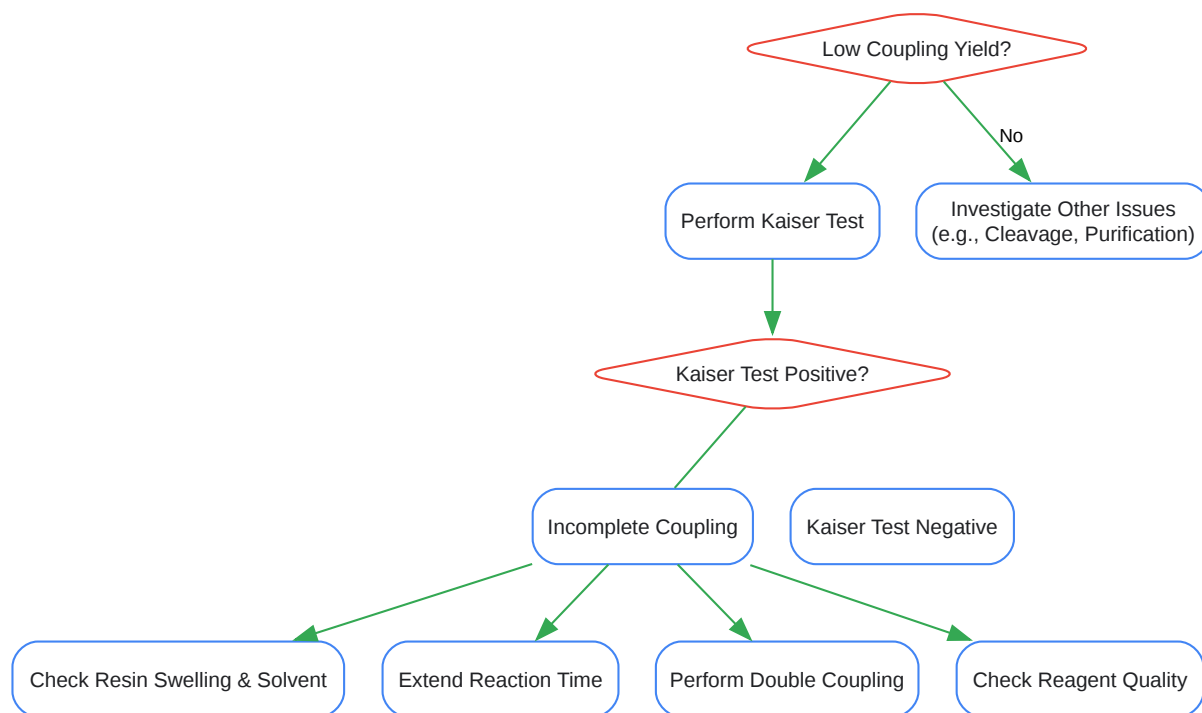 Low Coupling Yield?
No
Perform Kaiser Test
Investigate Other Issues
(e.g., Cleavage, Purification)
Kaiser Test Positive?
Incomplete Coupling
Kaiser Test Negative
Check Resin Swelling & Solvent
Extend Reaction Time
Perform Double Coupling
Check Reagent Quality